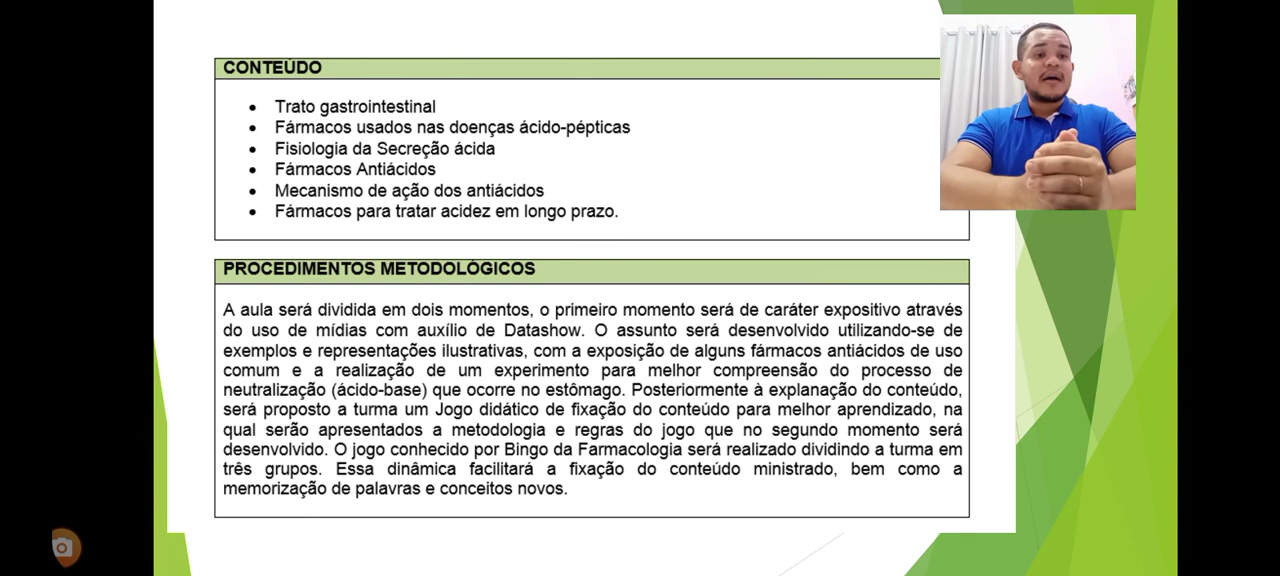 CONTEÚDO
• Trato gastrointestinal
• Fármacos usados nas doenças ácido-pépticas
• Fisiologia da Secreção ácida
• Fármacos Antiácidos
• Mecanismo de ação dos antiácidos
• Fármacos para tratar acidez em longo prazo.
PROCEDIMENTOS METODOLÓGICOS
A aula será dividida em dois momentos, o primeiro momento será de caráter expositivo através
do uso de mídias com auxílio de Datashow. O assunto será desenvolvido utilizando-se de
exemplos e representações ilustrativas, com a exposição de alguns fármacos antiácidos de uso
comum e a realização de um experimento para melhor compreensão do processo de
neutralização (ácido-base) que ocorre no estômago. Posteriormente à explanação do conteúdo,
será proposto a turma um Jogo didático de fixação do conteúdo para melhor aprendizado, na
qual serão apresentados a metodologia e regras do jogo que no segundo momento será
desenvolvido. O jogo conhecido por Bingo da Farmacologia será realizado dividindo a turma em
três grupos. Essa dinâmica facilitará a fixação do conteúdo ministrado, bem como a
memorização de palavras e conceitos novos.